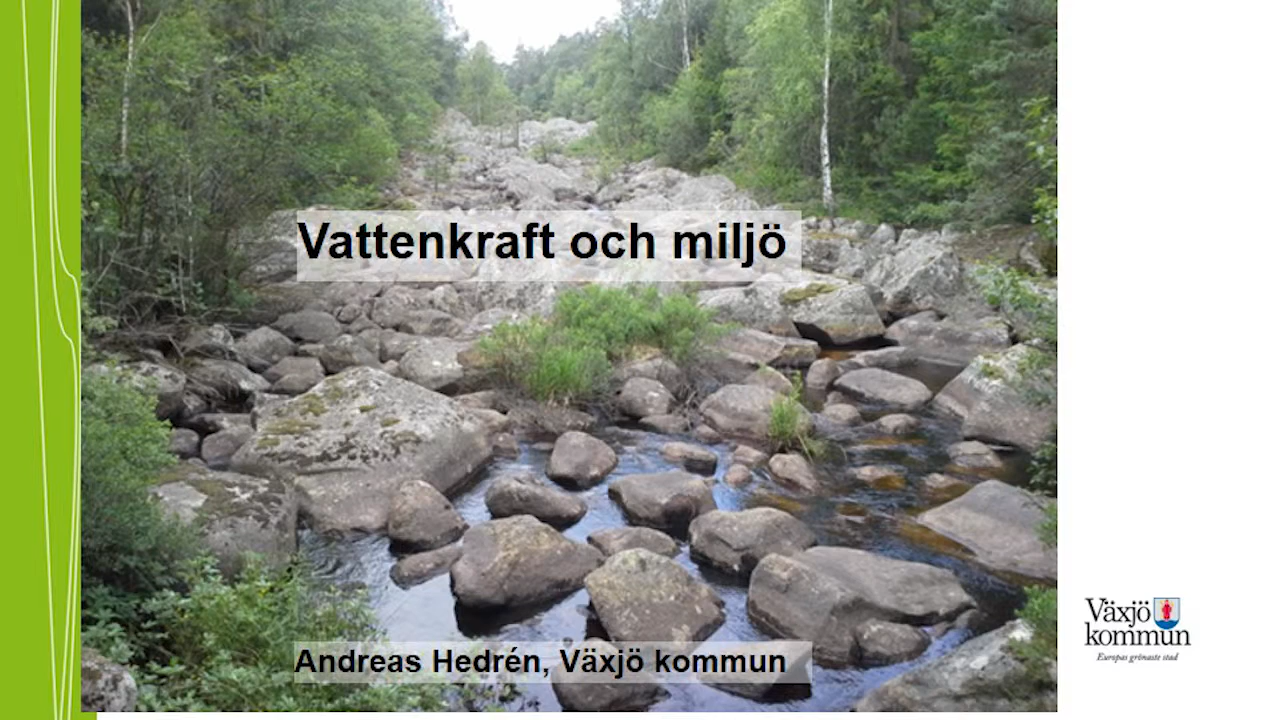 Vattenkraft och miljö
Andreas Hedrén, Växjö kommun
Växjö
kommun
Europas grönaste stad